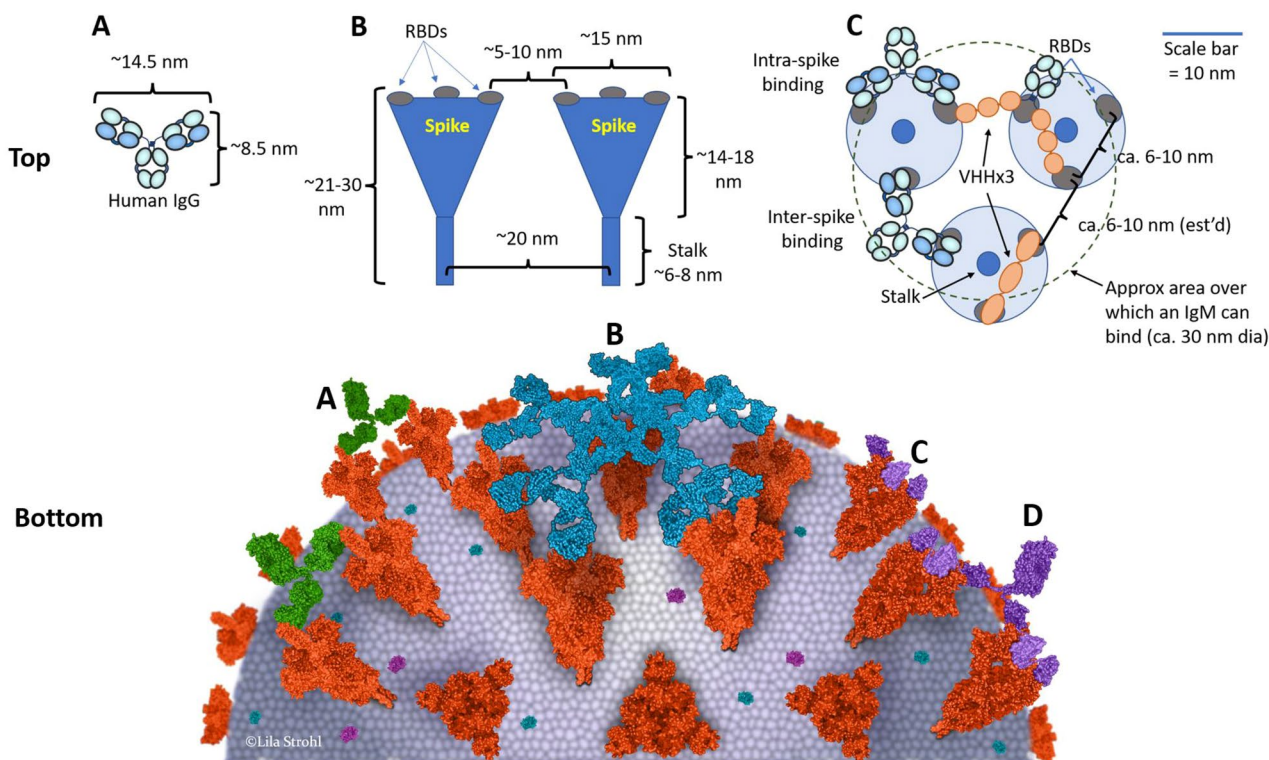 A
~14.5 nm
~8.5 nm
Human IgG
Top
B
RBDs
~5-10 nm
~15 nm
Spike
Spike
~21-30
nm
~14-18
nm
~20 nm
Stalk
~6-8 nm
C
RBDs
Scale bar
= 10 nm
Intra-spike
binding
ca. 6-10 nm
VHHx3
Inter-spike
binding
ca. 6-10 nm (est’d)
Stalk
Approx area over
which an IgM can
bind (ca. 30 nm dia)
Bottom
A
B
C
D
©Lila Strohl